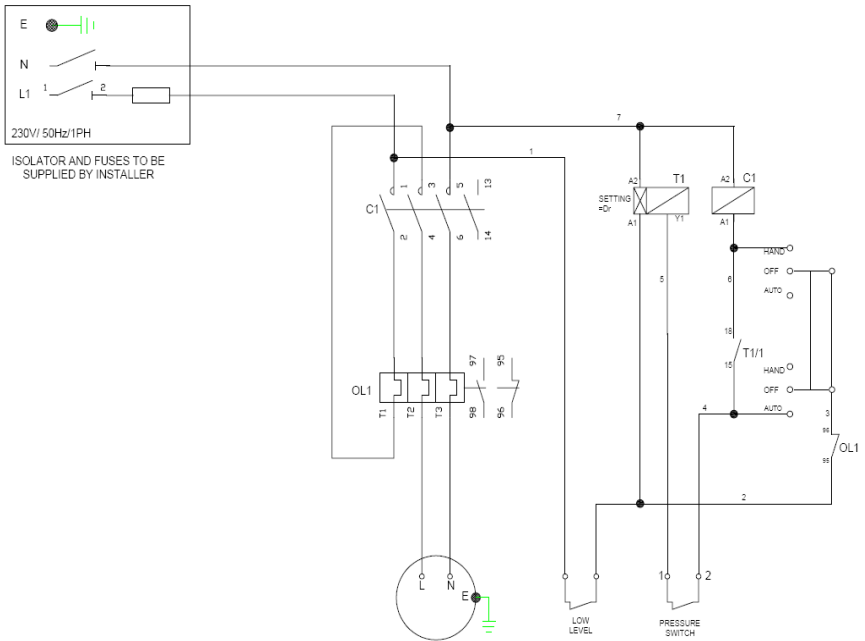 E
N
L1 1 2
230V/ 50Hz/1PH
ISOLATOR AND FUSES TO BE
SUPPLIED BY INSTALLER
7
1
1 3 5 13
C1
2 4 6 14
A2 T1 A2 C1
SETTING
=Dr
A1 Y1 A1
HAND
OFF
AUTO
5 6
18
T1/1
15
HAND
OFF
AUTO
4 3
97 95
OL1
T1 T2 T3 98 96
96
OL1
95
2
L N
E
1 2
LOW
LEVEL
PRESSURE
SWITCH